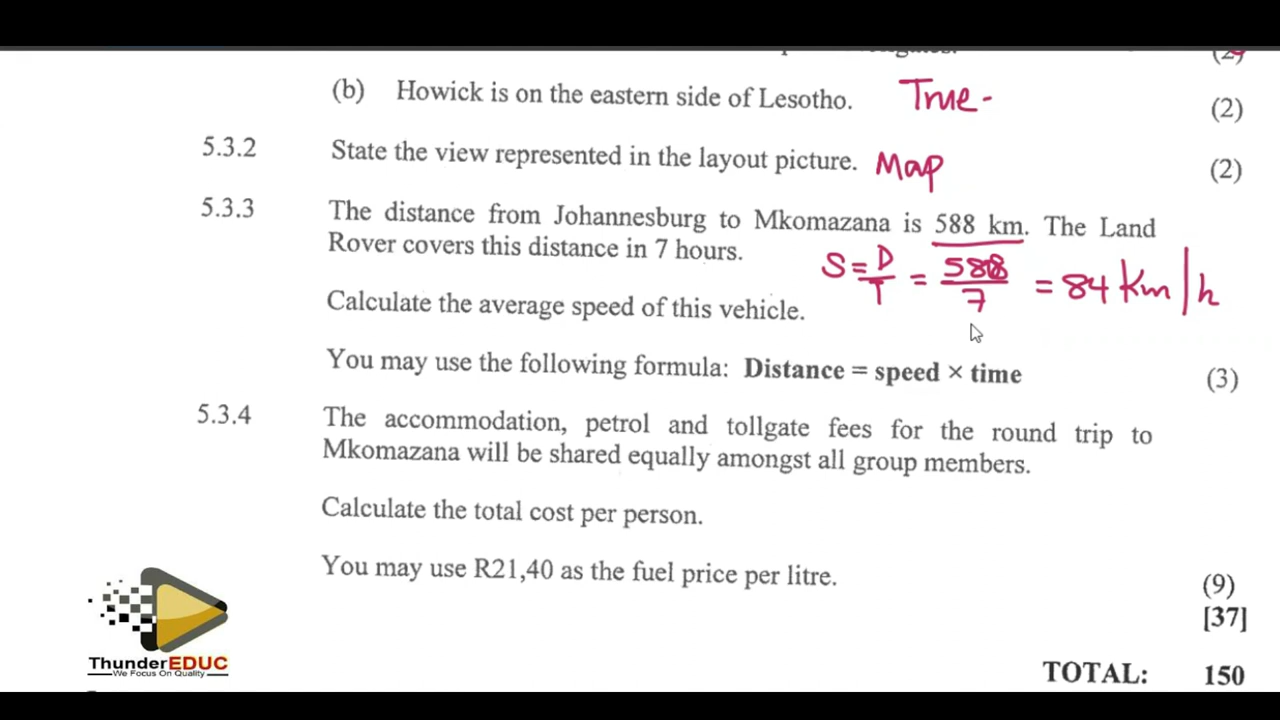 (b) Howick is on the eastern side of Lesotho. True - (2)
5.3.2 State the view represented in the layout picture. Map (2)
5.3.3 The distance from Johannesburg to Mkomazana is 588 km. The Land
Rover covers this distance in 7 hours.
S = D/T = 588/7 = 84 km/h
Calculate the average speed of this vehicle.
You may use the following formula: Distance = speed × time (3)
5.3.4 The accommodation, petrol and tollgate fees for the round trip to
Mkomazana will be shared equally amongst all group members.
Calculate the total cost per person.
You may use R21,40 as the fuel price per litre. (9)
[37]
TOTAL: 150
ThunderEDUC
We Focus On Quality